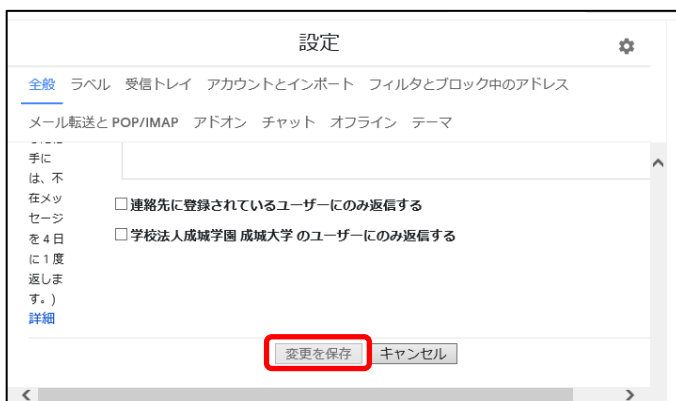 設定
全般 ラベル 受信トレイ アカウントとインポート フィルタとブロック中のアドレス
メール転送と POP/IMAP アドオン チャット オフライン テーマ
手に
は、不
在メッ
セージ
を 4 日
に 1 度
返しま
す。)
詳細
連絡先に登録されているユーザーにのみ返信する
学校法人成城学園 成城大学 のユーザーにのみ返信する
変更を保存 キャンセル